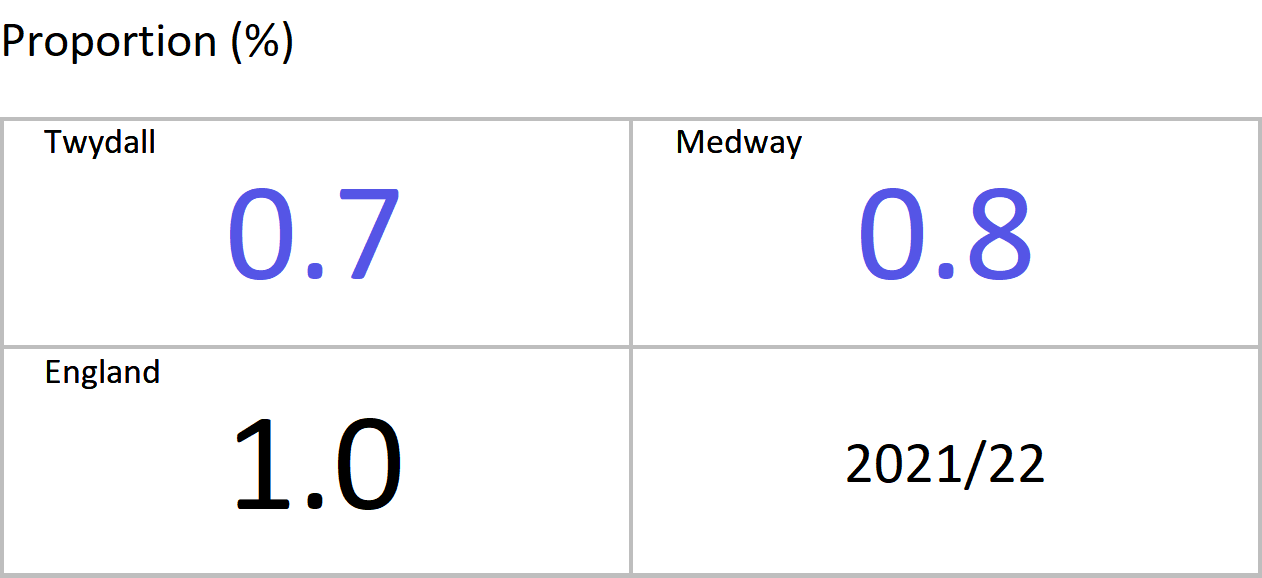 Proportion (%)
Twydall
0.7
Medway
0.8
England
1.0
2021/22